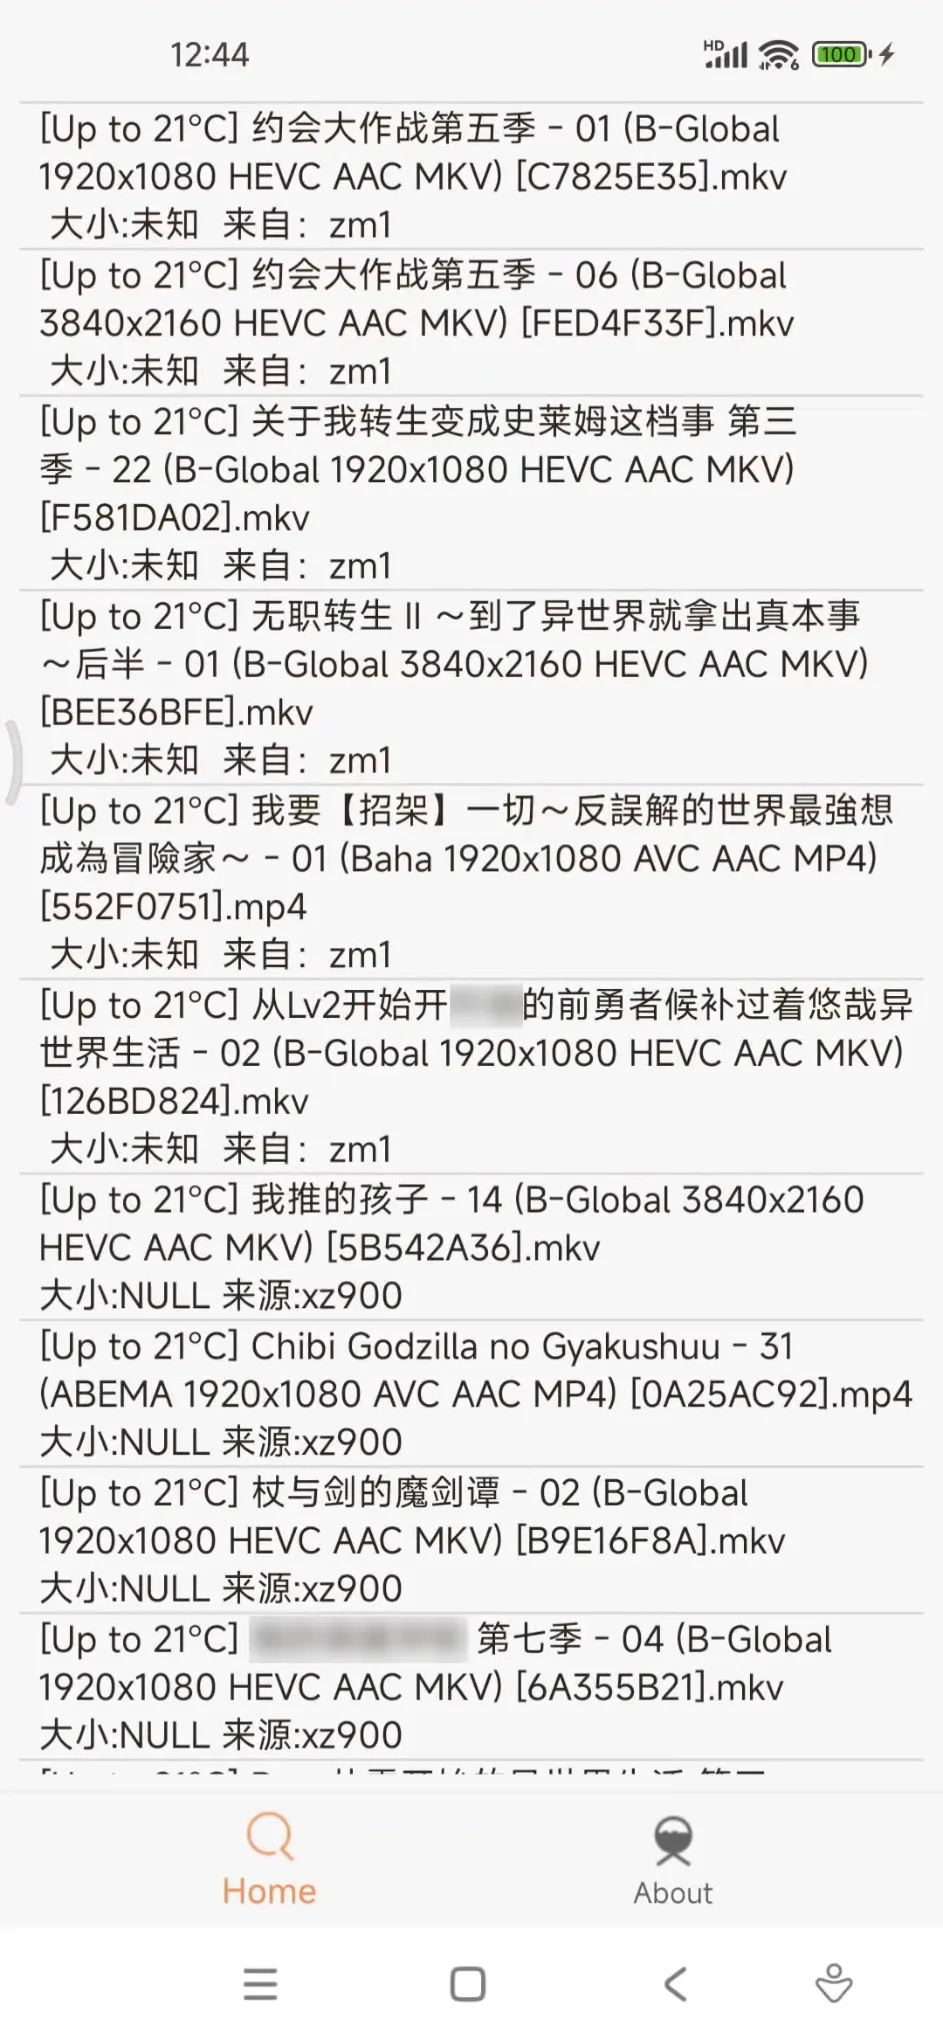 12:44
HD 6 100
[Up to 21°C] 约会大作战第五季 - 01 (B-Global
1920x1080 HEVC AAC MKV) [C7825E35].mkv
大小:未知 来自：zm1
[Up to 21°C] 约会大作战第五季 - 06 (B-Global
3840x2160 HEVC AAC MKV) [FED4F33F].mkv
大小:未知 来自：zm1
[Up to 21°C] 关于我转生变成史莱姆这档事 第三
季 - 22 (B-Global 1920x1080 HEVC AAC MKV)
[F581DA02].mkv
大小:未知 来自：zm1
[Up to 21°C] 无职转生 II ～到了异世界就拿出真本事
～后半 - 01 (B-Global 3840x2160 HEVC AAC MKV)
[BEE36BFE].mkv
大小:未知 来自：zm1
[Up to 21°C] 我要【招架】一切～反誤解的世界最強想
成為冒險家～ - 01 (Baha 1920x1080 AVC AAC MP4)
[552F0751].mp4
大小:未知 来自：zm1
[Up to 21°C] 从Lv2开始开的前勇者候补过着悠哉异
世界生活 - 02 (B-Global 1920x1080 HEVC AAC MKV)
[126BD824].mkv
大小:未知 来自：zm1
[Up to 21°C] 我推的孩子 - 14 (B-Global 3840x2160
HEVC AAC MKV) [5B542A36].mkv
大小:NULL 来源:xz900
[Up to 21°C] Chibi Godzilla no Gyakushuu - 31
(ABEMA 1920x1080 AVC AAC MP4) [0A25AC92].mp4
大小:NULL 来源:xz900
[Up to 21°C] 杖与剑的魔剑谭 - 02 (B-Global
1920x1080 HEVC AAC MKV) [B9E16F8A].mkv
大小:NULL 来源:xz900
[Up to 21°C] 第七季 - 04 (B-Global
1920x1080 HEVC AAC MKV) [6A355B21].mkv
大小:NULL 来源:xz900
Home
About